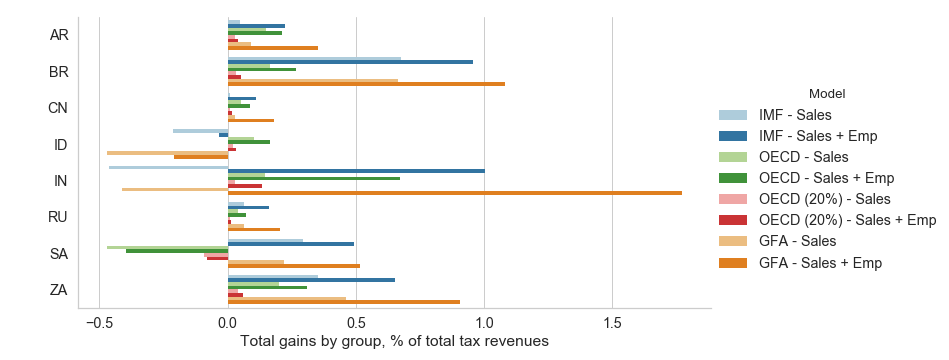 AR
BR
CN
ID
IN
RU
SA
ZA
−0.5 0.0 0.5 1.0 1.5
Total gains by group, % of total tax revenues
Model
IMF - Sales
IMF - Sales + Emp
OECD - Sales
OECD - Sales + Emp
OECD (20%) - Sales
OECD (20%) - Sales + Emp
GFA - Sales
GFA - Sales + Emp